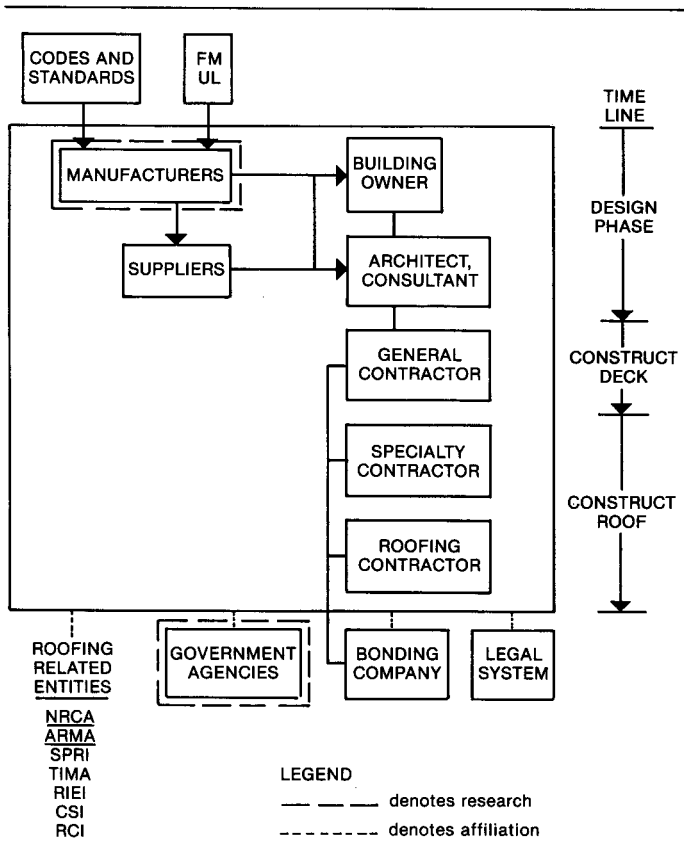 CODES AND
STANDARDS
FM
UL
TIME
LINE
MANUFACTURERS
BUILDING
OWNER
DESIGN
PHASE
SUPPLIERS
ARCHITECT,
CONSULTANT
GENERAL
CONTRACTOR
CONSTRUCT
DECK
SPECIALTY
CONTRACTOR
CONSTRUCT
ROOF
ROOFING
CONTRACTOR
ROOFING
RELATED
ENTITIES
NRCA
ARMA
SPRI
TIMA
RIEI
CSI
RCI
GOVERNMENT
AGENCIES
BONDING
COMPANY
LEGAL
SYSTEM
LEGEND
denotes research
denotes affiliation